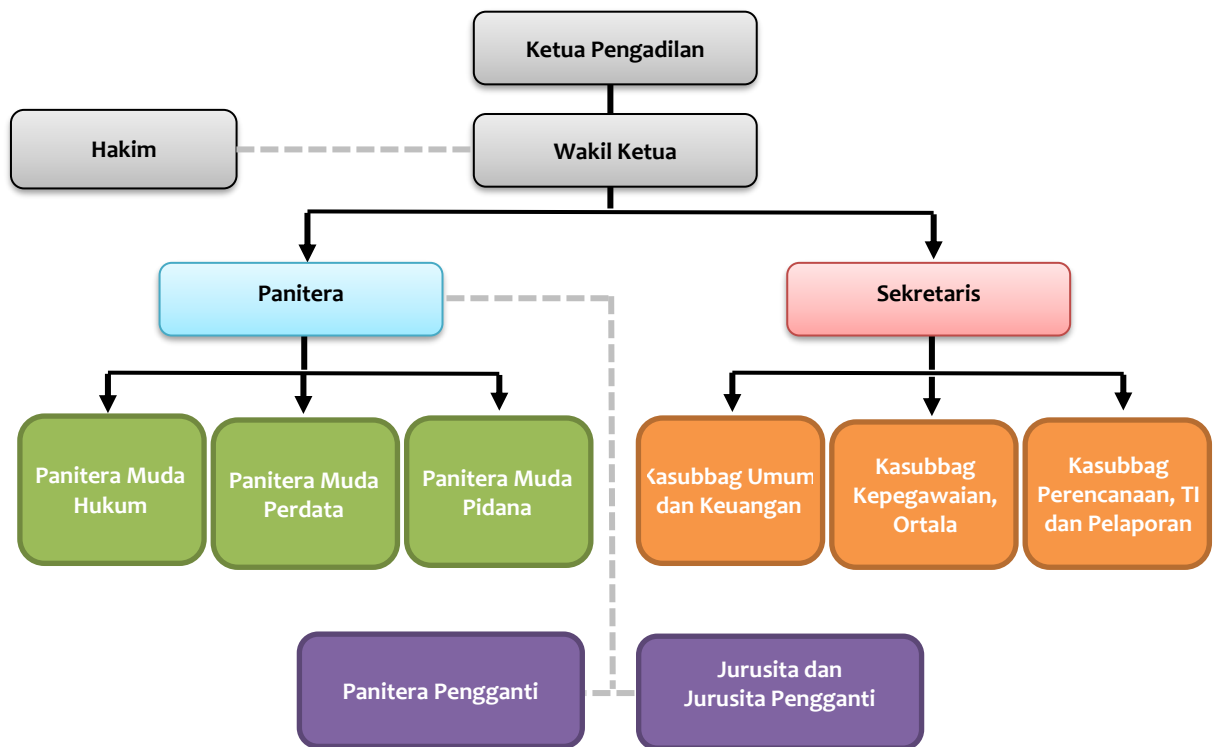 Ketua Pengadilan
Hakim
Wakil Ketua
Panitera
Sekretaris
Panitera Muda
Hukum
Panitera Muda
Perdata
Panitera Muda
Pidana
Kasubbag Umum
dan Keuangan
Kasubbag
Kepegawaian,
Ortala
Kasubbag
Perencanaan, TI
dan Pelaporan
Panitera Pengganti
Jurusita dan
Jurusita Pengganti